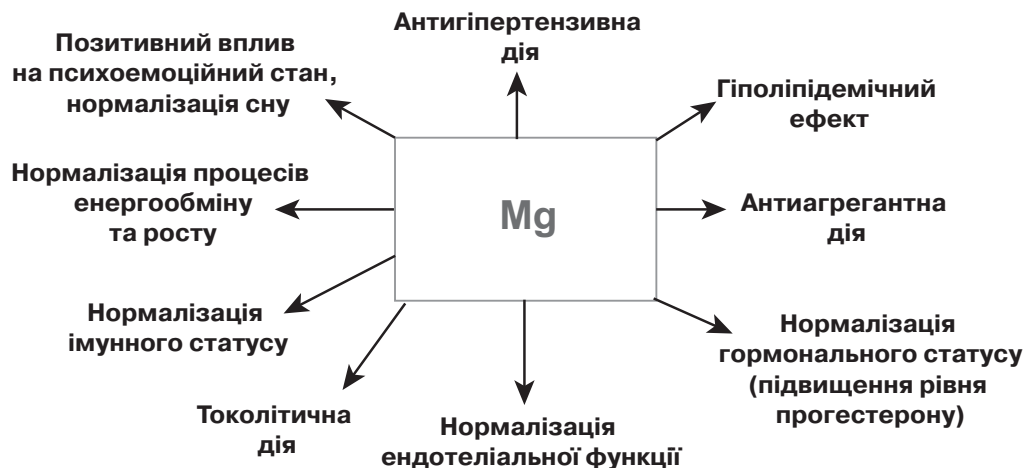 Антигіпертензивна
дія
Позитивний вплив
на психоемоційний стан,
нормалізація сну
Гіполіпідемічний
ефект
Нормалізація процесів
енергообміну
та росту
Mg
Антиагрегантна
дія
Нормалізація
імунного статусу
Нормалізація
гормонального статусу
(підвищення рівня
прогестерону)
Токолітична
дія
Нормалізація
ендотеліальної функції